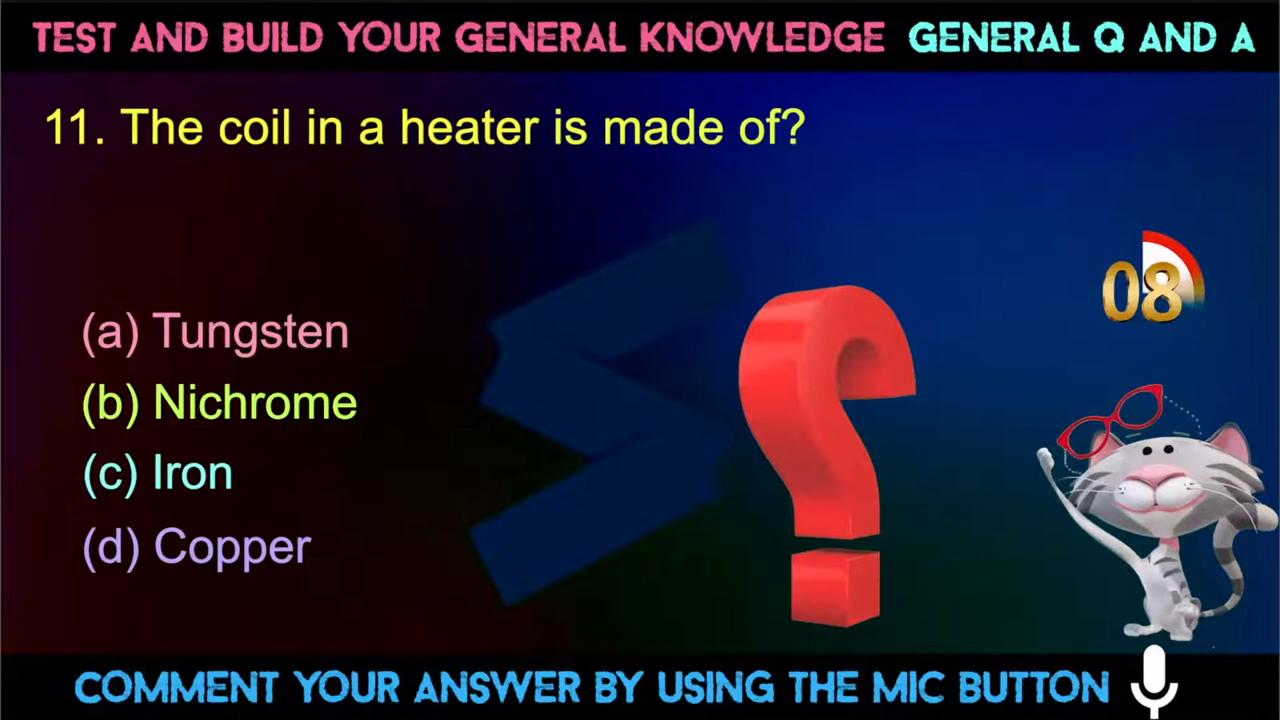 TEST AND BUILD YOUR GENERAL KNOWLEDGE GENERAL Q AND A
11. The coil in a heater is made of?
08
(a) Tungsten
(b) Nichrome
(c) Iron
(d) Copper
COMMENT YOUR ANSWER BY USING THE MIC BUTTON